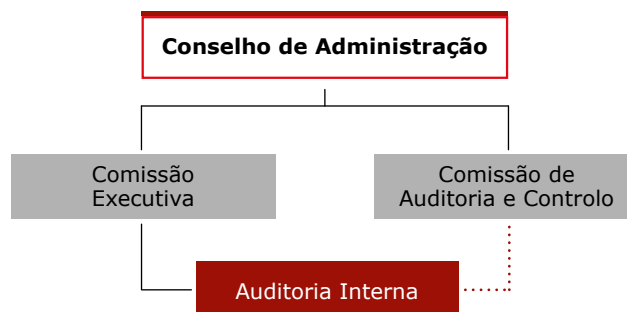 Conselho de Administração
Comissão
Executiva
Comissão de
Auditoria e Controlo
Auditoria Interna